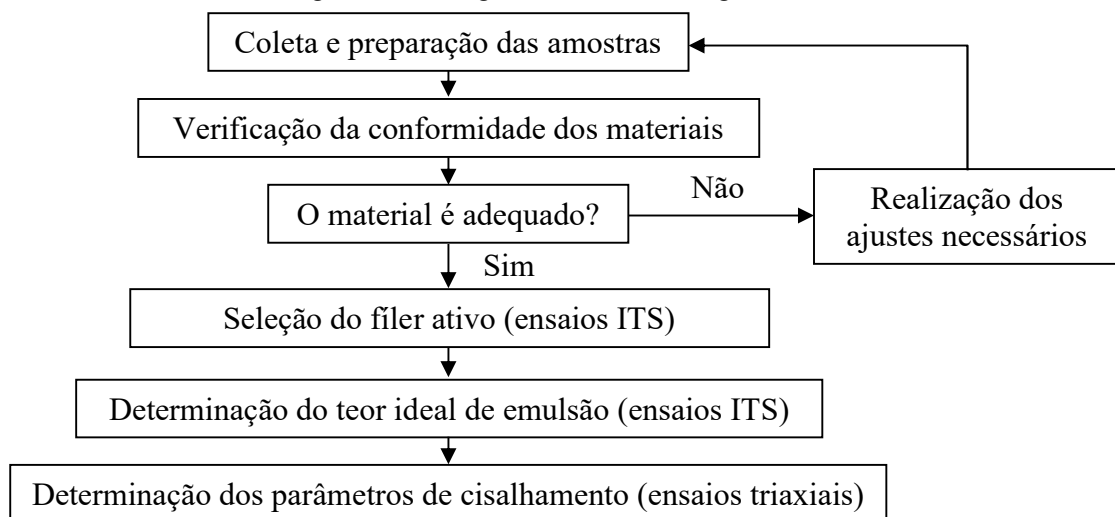 Coleta e preparação das amostras
Verificação da conformidade dos materiais
O material é adequado?
Não
Realização dos
ajustes necessários
Sim
Seleção do fíler ativo (ensaios ITS)
Determinação do teor ideal de emulsão (ensaios ITS)
Determinação dos parâmetros de cisalhamento (ensaios triaxiais)